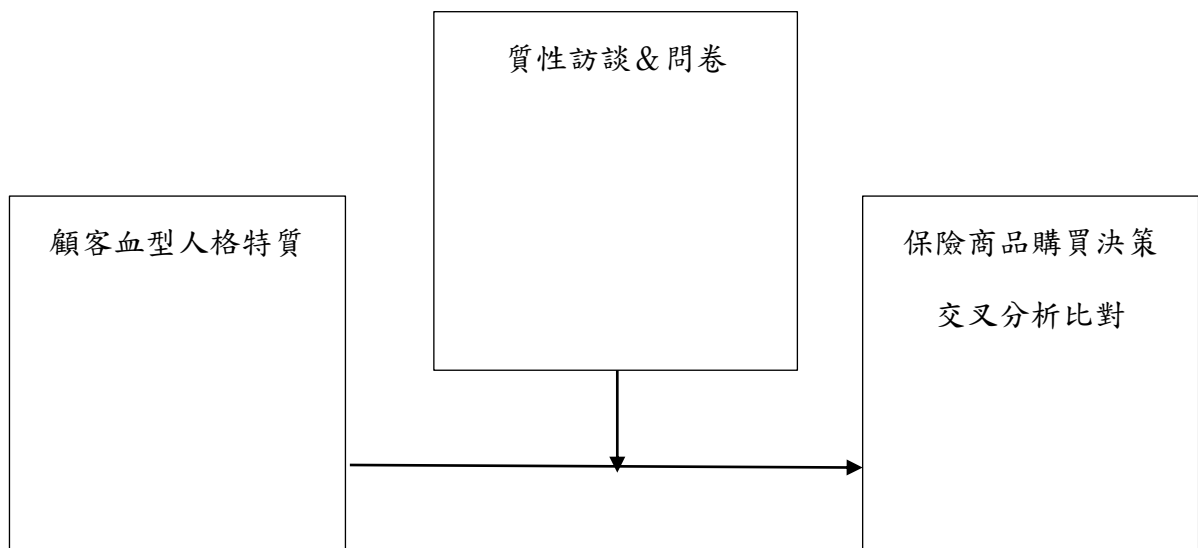 質性訪談&問卷
顧客血型人格特質
保險商品購買決策
交叉分析比對